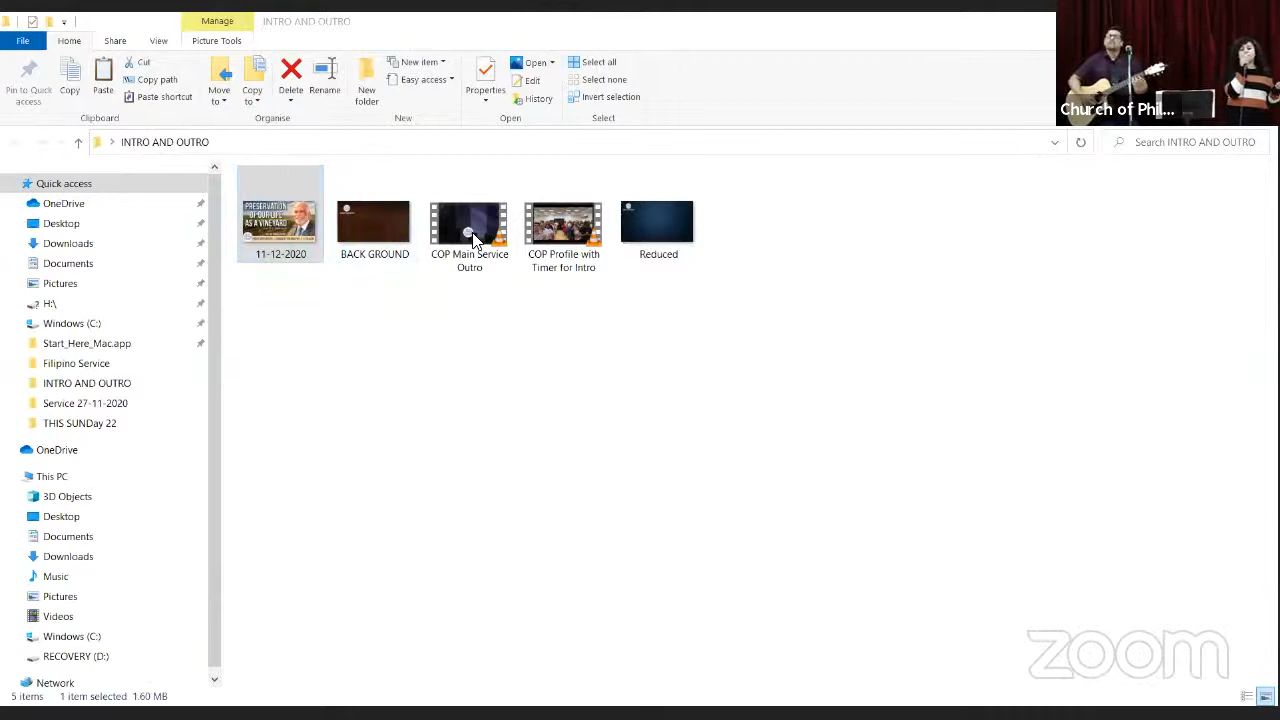 Manage
INTRO AND OUTRO
File
Home
Share
View
Picture Tools
Pin to Quick access
Copy
Paste
Cut
Copy path
Paste shortcut
Move to
Copy to
Delete
Rename
New folder
New item
Easy access
Properties
Open
Edit
History
Select all
Select none
Invert selection
Clipboard
Organise
New
Open
Select
Church of Phil...
INTRO AND OUTRO
Search INTRO AND OUTRO
Quick access
OneDrive
Desktop
Downloads
Documents
Pictures
H:\
Windows (C:)
Start_Here_Mac.app
Filipino Service
INTRO AND OUTRO
Service 27-11-2020
THIS SUNDay 22
OneDrive
This PC
3D Objects
Desktop
Documents
Downloads
Music
Pictures
Videos
Windows (C:)
RECOVERY (D:)
Network
PRESERVATION
OF OUR LIFE
AS A VINEYARD
11-12-2020
BACK GROUND
COP Main Service
Outro
COP Profile with
Timer for Intro
Reduced
zoom
5 items
1 item selected
1.60 MB